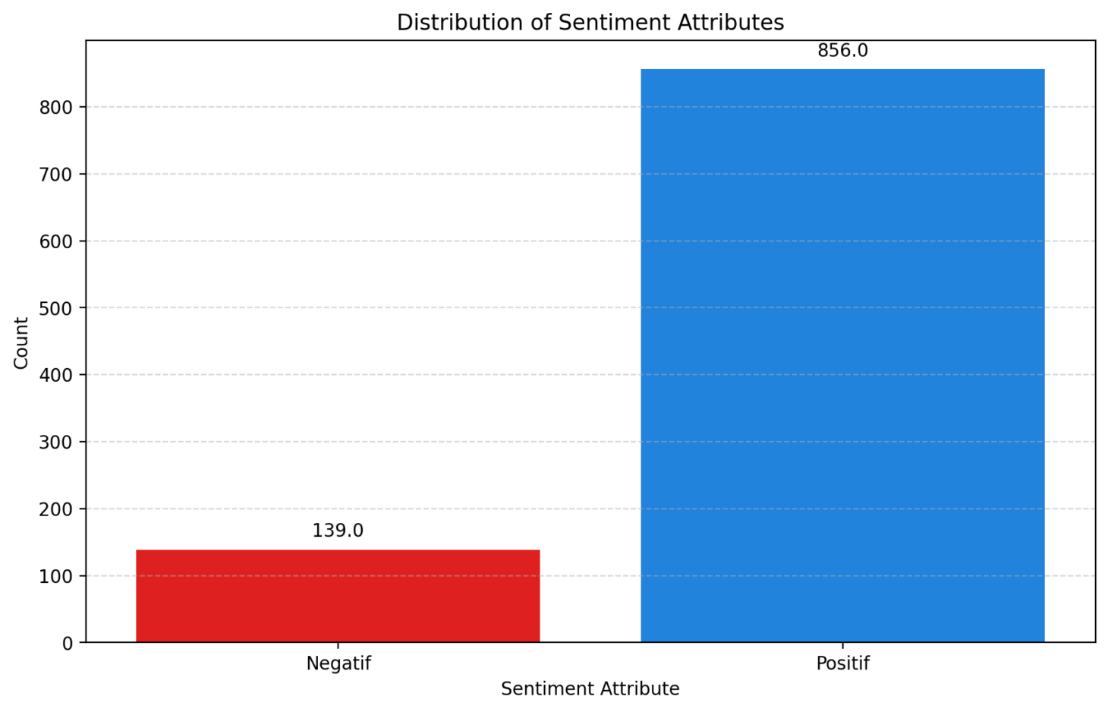 Distribution of Sentiment Attributes
856.0
800
700
600
500
400
300
200
139.0
100
0
Count
Negatif
Positif
Sentiment Attribute